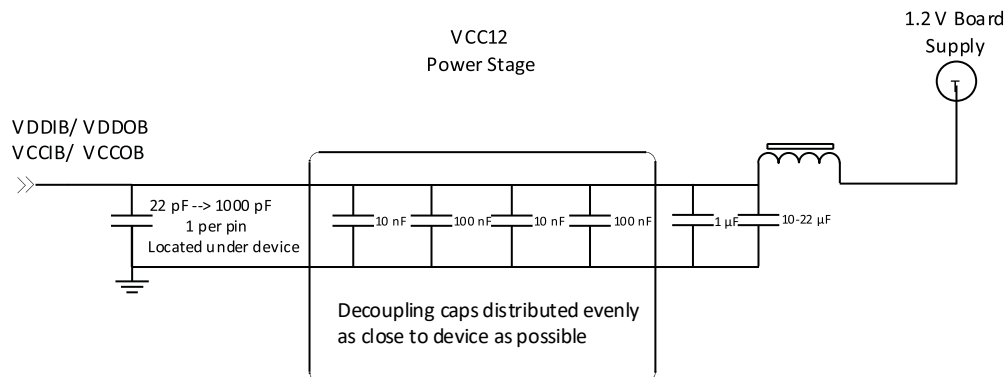 1.2 V Board
Supply
T
VCC12
Power Stage
VDDIB/ VDDOB
VCCIB/ VCCOB
22 pF --> 1000 pF
1 per pin
Located under device
10 nF
100 nF
10 nF
100 nF
1 µF
10-22 µF
Decoupling caps distributed evenly
as close to device as possible